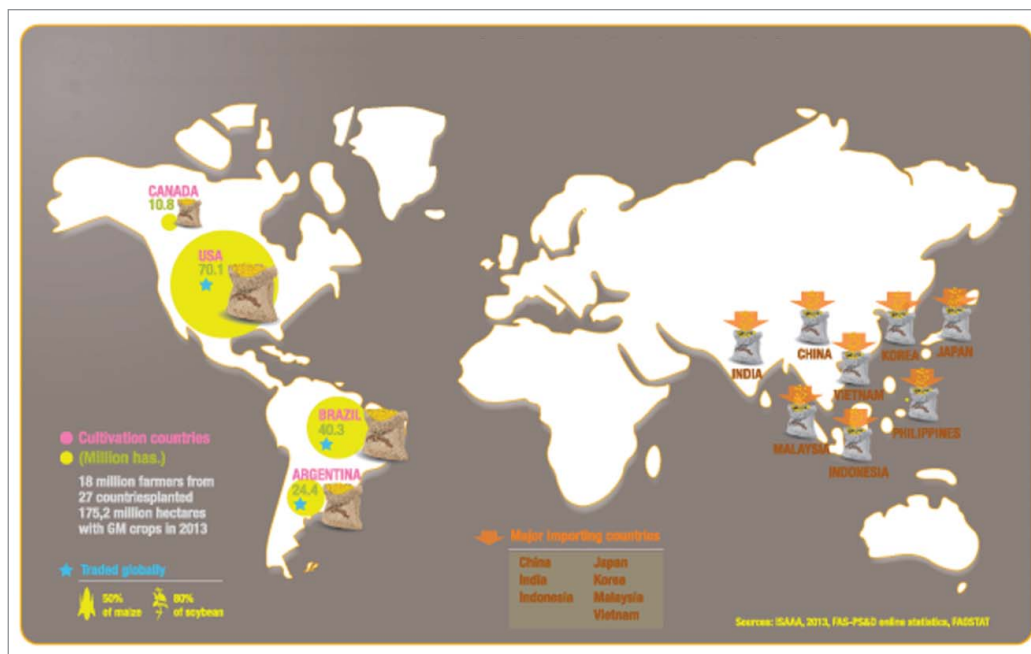 CANADA
10.8
USA
70.1
BRAZIL
40.3
ARGENTINA
24.4
INDIA
CHINA
KOREA
JAPAN
VIETNAM
MALAYSIA
INDONESIA
PHILIPPINES
Cultivation countries
(Million has.)
18 million farmers from
27 countriesplanted
175,2 million hectares
with GM crops in 2013
Traded globally
50%
of maize
80%
of soybean
Major Importing countries
China
India
Indonesia
Japan
Korea
Malaysia
Vietnam
Sources: ISAAA, 2013, FAS-PS&D online statistics, FAOSTAT